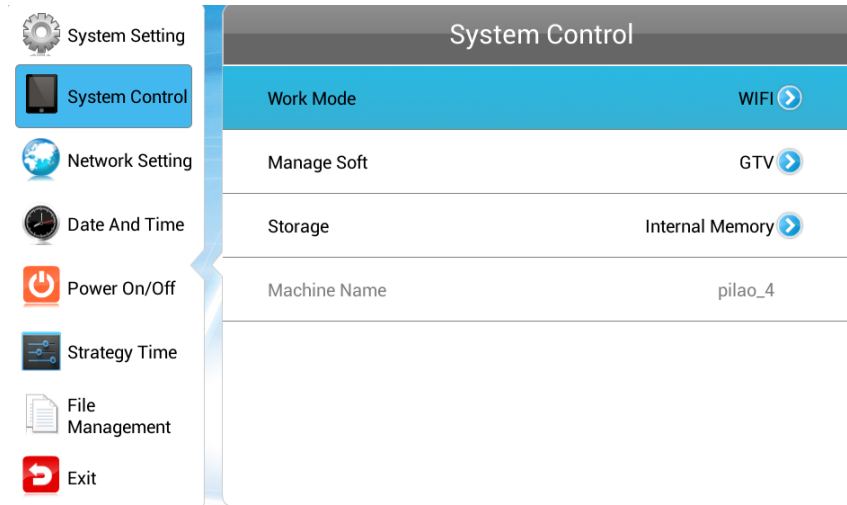 System Setting
System Control
Network Setting
Date And Time
Power On/Off
Strategy Time
File
Management
Exit
System Control
Work Mode WIFI
Manage Soft GTV
Storage Internal Memory
Machine Name pilao_4